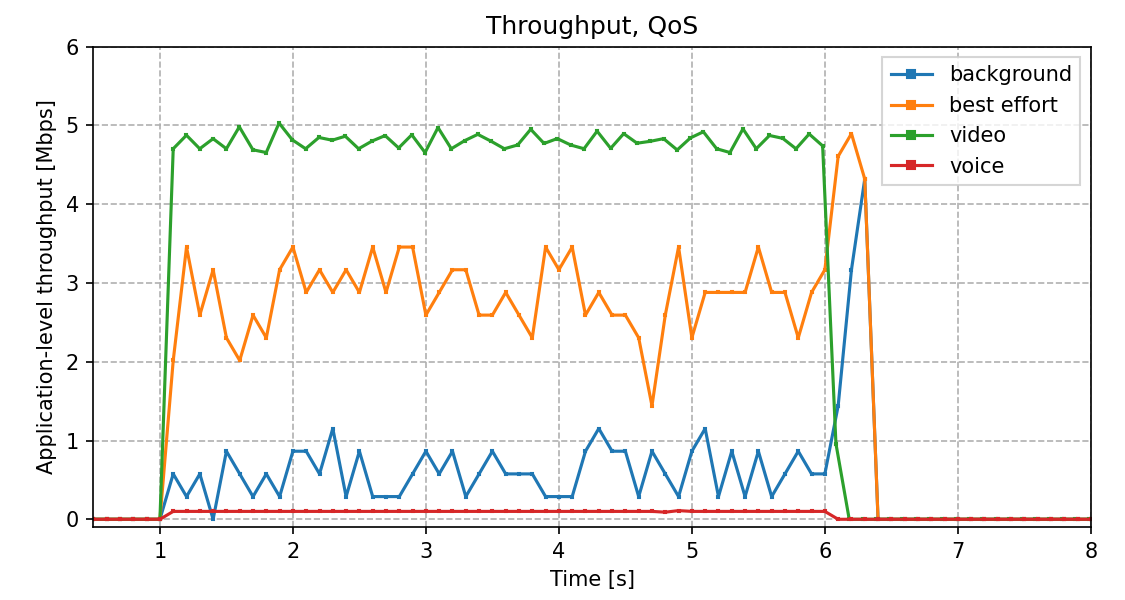 Throughput, QoS
Application-level throughput [Mbps]
6
5
4
3
2
1
0
background
best effort
video
voice
1 2 3 4 5 6 7 8
Time [s]